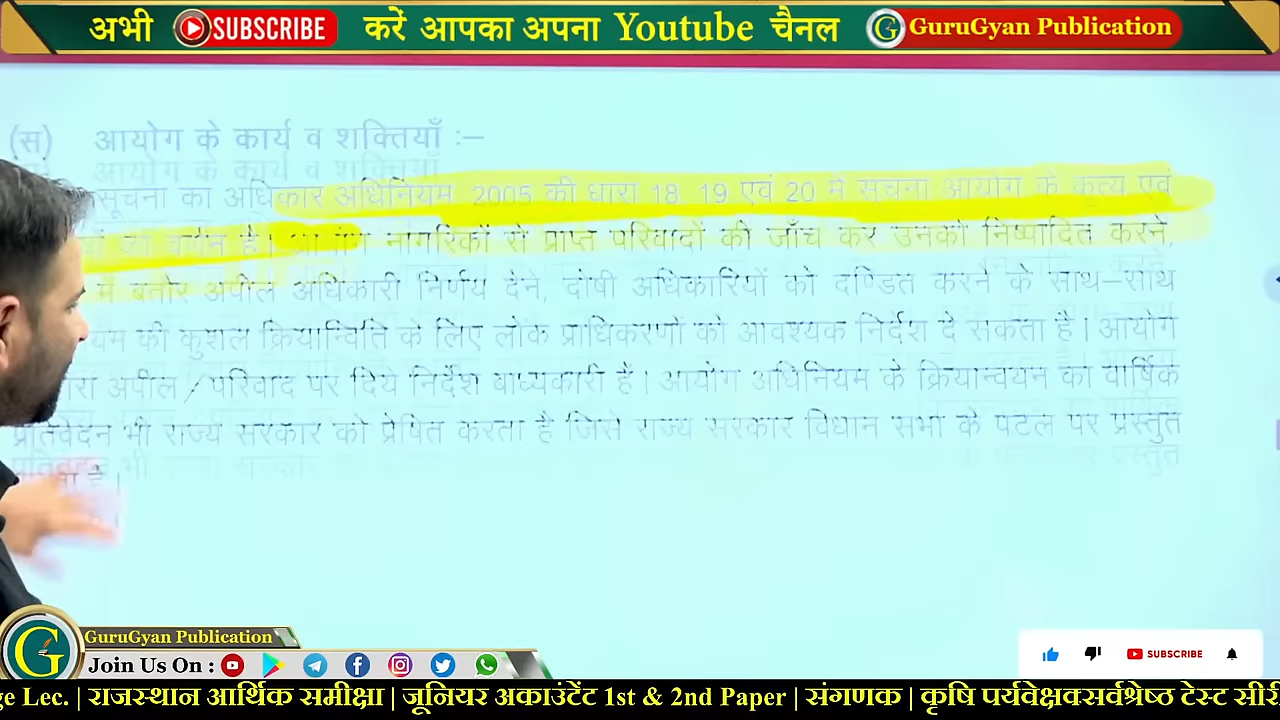 अभी SUBSCRIBE करें आपका अपना Youtube चैनल G GuruGyan Publication
(स) आयोग के कार्य व शक्तियाँ :–
सूचना का अधिकार अधिनियम 2005 की धारा 18, 19 एवं 20 में सूचना आयोग के कृत्य एवं
का वर्णन है। नागरिकों से प्राप्त परिवादों की जाँच कर उनको निष्पादित करने,
में बतौर अपील अधिकारी निर्णय देने, दोषी अधिकारियों को दण्डित करने के साथ–साथ
की कुशल क्रियान्विति के लिए लोक प्राधिकरणों को आवश्यक निर्देश दे सकता है। आयोग
अपील / परिवाद पर दिये निर्देश बाध्यकारी है। आयोग अधिनियम के क्रियान्वयन का वार्षिक
प्रतिवेदन भी राज्य सरकार को प्रेषित करता है जिसे राज्य सरकार विधान सभा के पटल पर प्रस्तुत
है।
G GuruGyan Publication
Join Us On :
SUBSCRIBE
ge Lec. | राजस्थान आर्थिक समीक्षा | जूनियर अकाउंटेंट 1st & 2nd Paper | संगणक | कृषि पर्यवेक्षक सर्वश्रेष्ठ टेस्ट सीरी